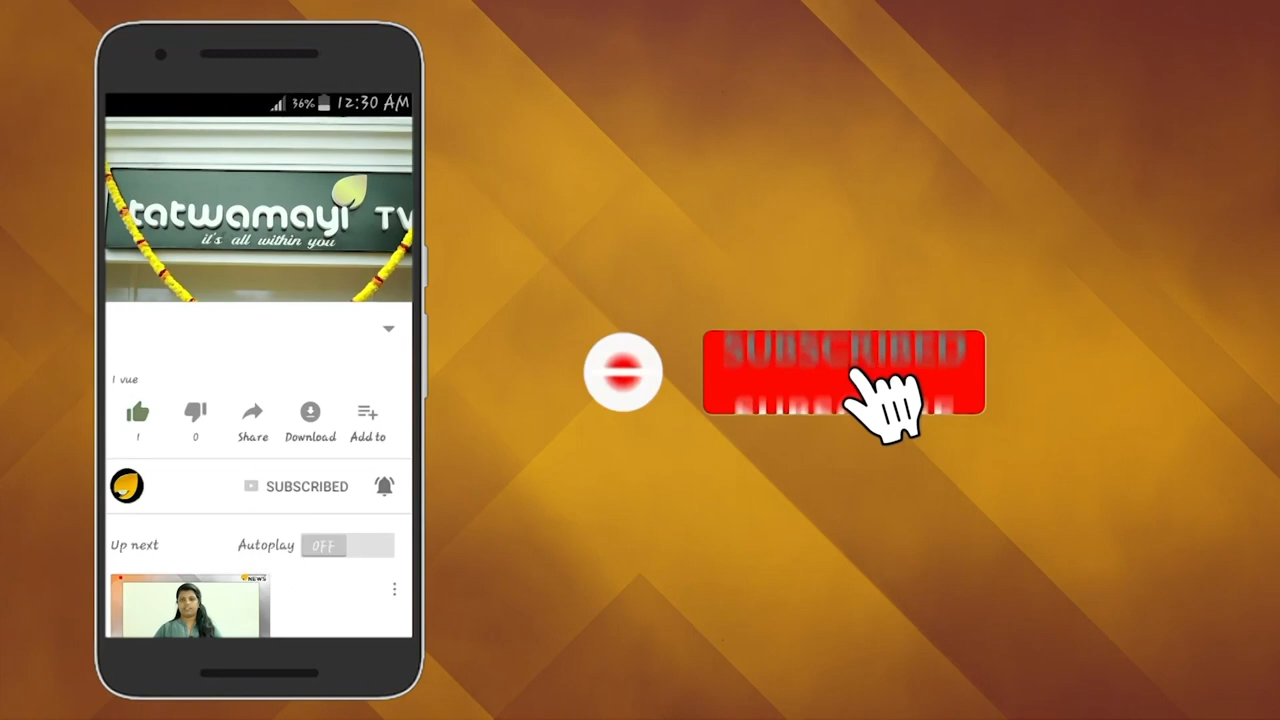 36% 12:30 AM
tatwamayi TV
it's all within you
1 vue
1 0 Share Download Add to
SUBSCRIBED
Up next Autoplay OFF
NEWS
SUBSCRIBED